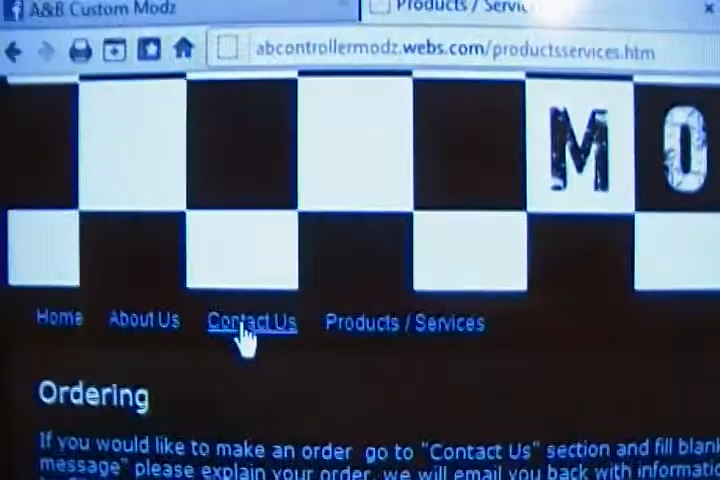 A&B Custom Modz
Products / Servic
abcontrollermodz.webs.com/productsservices.htm
MO
Home About Us Contact Us Products / Services
Ordering
If you would like to make an order go to "Contact Us" section and fill blank
message" please explain your order, we will email you back with informatio